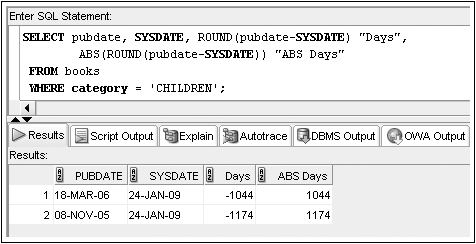 Enter SQL Statement:
SELECT pubdate, SYSDATE, ROUND(pubdate-SYSDATE) "Days",
ABS(ROUND(pubdate-SYSDATE)) "ABS Days"
FROM books
WHERE category = 'CHILDREN';
Results Script Output Explain Autotrace DBMS Output OWA Output
Results:
PUBDATE SYSDATE Days ABS Days
1 18-MAR-06 24-JAN-09 -1044 1044
2 08-NOV-05 24-JAN-09 -1174 1174